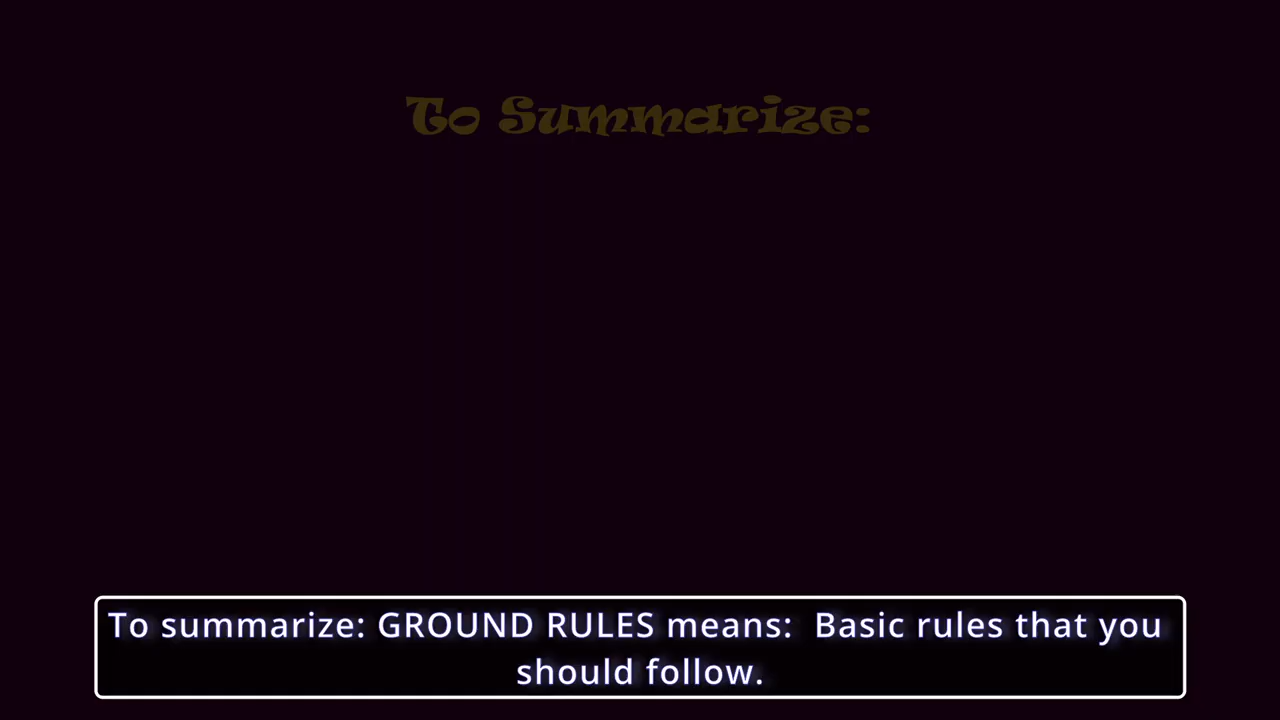 To Summarize:
To summarize: GROUND RULES means:  Basic rules that you
should follow.